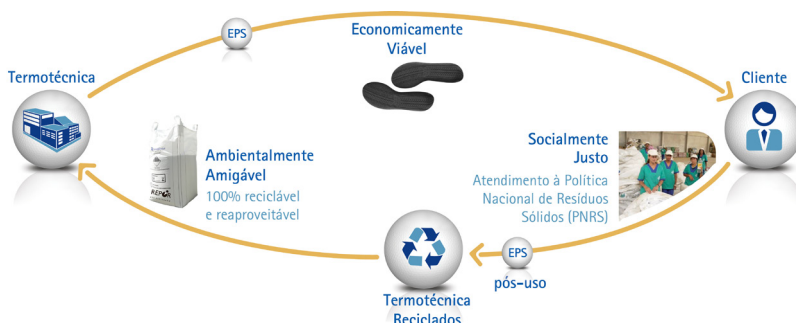 EPS
Economicamente
Viável
Termotécnica
Cliente
Ambientalmente
Amigável
100% reciclável
e reaproveitável
Socialmente
Justo
Atendimento à Política
Nacional de Resíduos
Sólidos (PNRS)
EPS
pós-uso
Termotécnica
Reciclados